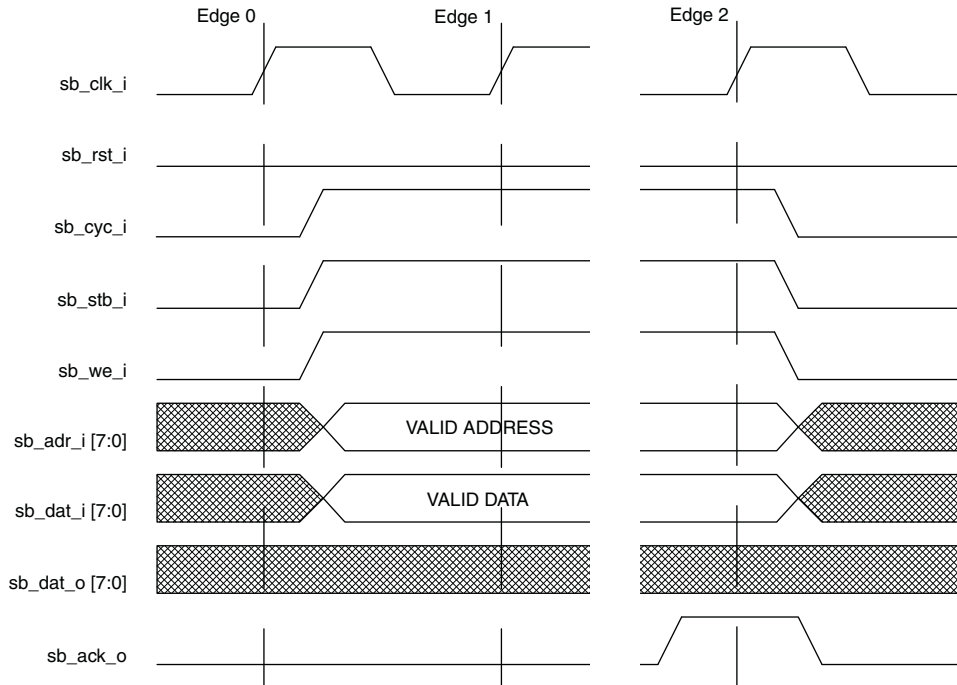 Edge 0
Edge 1
Edge 2
sb_clk_i
sb_rst_i
sb_cyc_i
sb_stb_i
sb_we_i
sb_adr_i [7:0]
VALID ADDRESS
sb_dat_i [7:0]
VALID DATA
sb_dat_o [7:0]
sb_ack_o